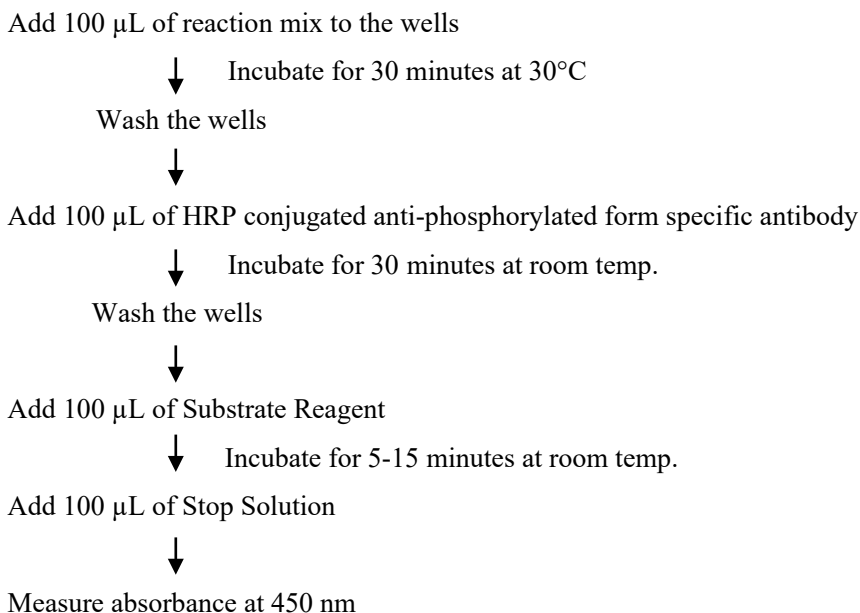 Add 100 µL of reaction mix to the wells
Incubate for 30 minutes at 30°C
Wash the wells
Add 100 µL of HRP conjugated anti-phosphorylated form specific antibody
Incubate for 30 minutes at room temp.
Wash the wells
Add 100 µL of Substrate Reagent
Incubate for 5-15 minutes at room temp.
Add 100 µL of Stop Solution
Measure absorbance at 450 nm